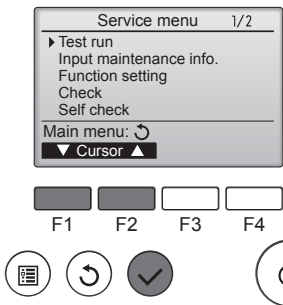 Service menu 1/2
Test run
Input maintenance info.
Function setting
Check
Self check
Main menu:
▼ Cursor ▲
F1 F2 F3 F4